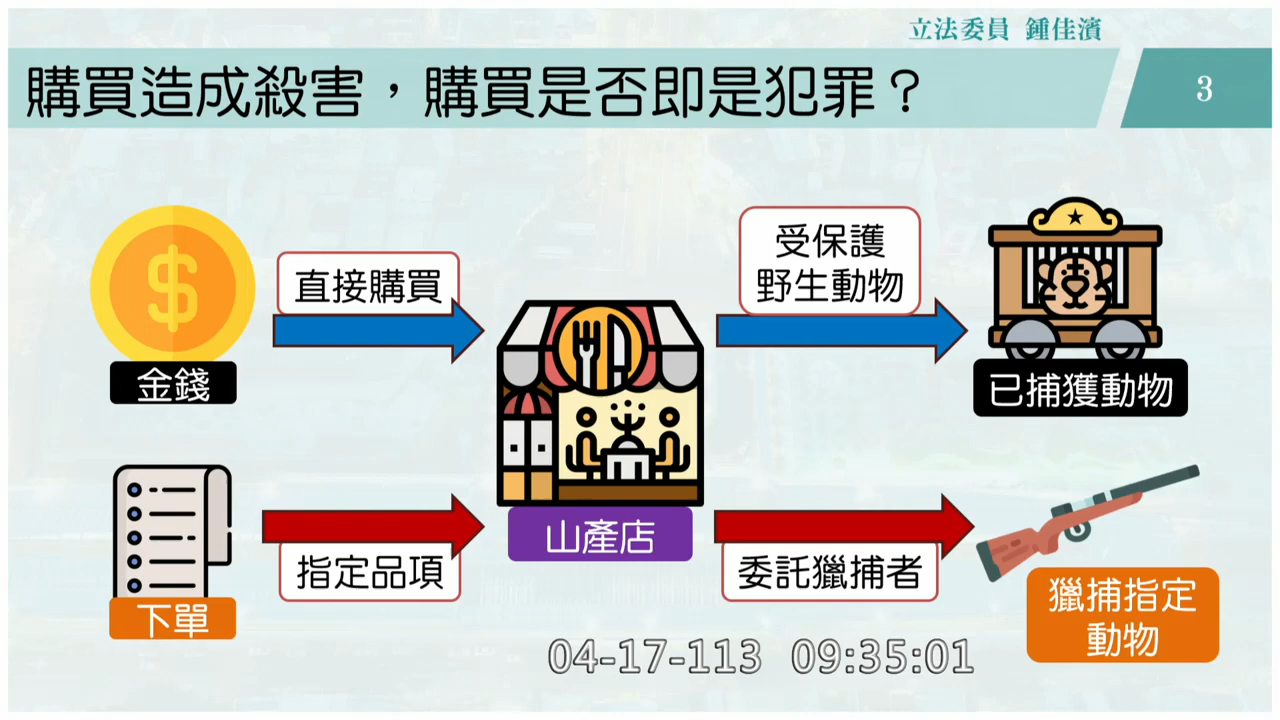 立法委員 鍾佳濱
購買造成殺害，購買是否即是犯罪？
3
直接購買
受保護
野生動物
金錢
已捕獲動物
山產店
指定品項
委託獵捕者
下單
獵捕指定
動物
04-17-113 09:35:01